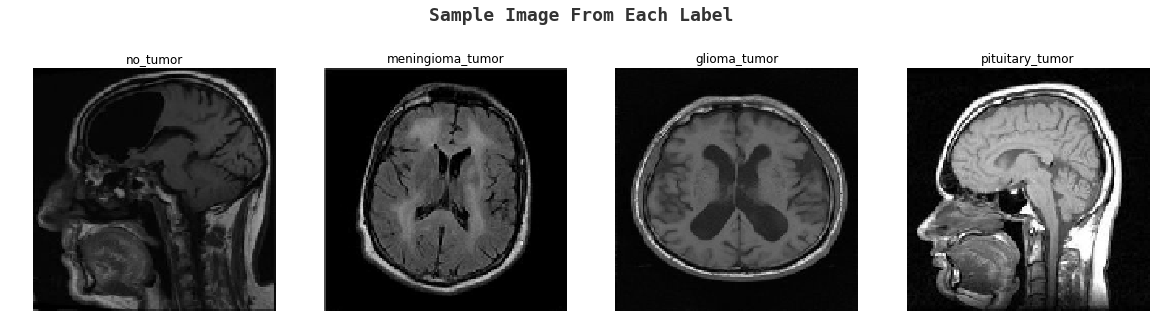 Sample Image From Each Label
no_tumor
meningioma_tumor
glioma_tumor
pituitary_tumor